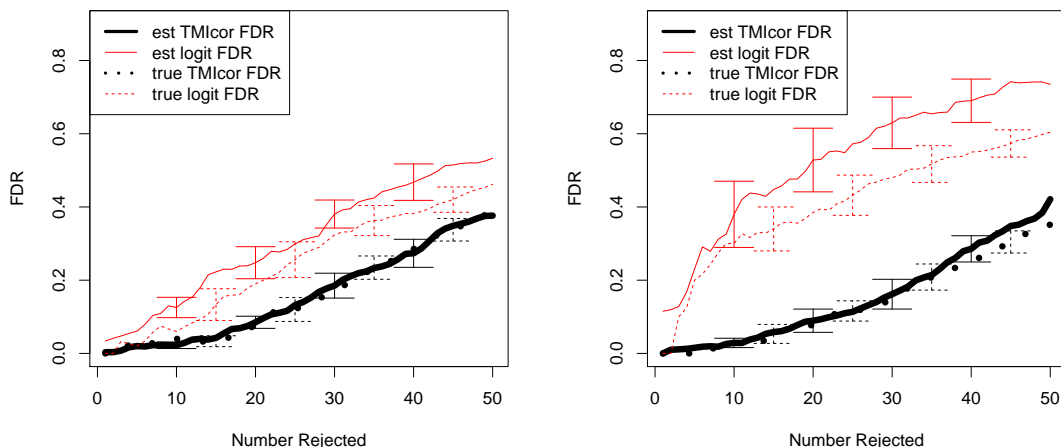 est TMIcor FDR
est logit FDR
true TMIcor FDR
true logit FDR
FDR
0.0
0.2
0.4
0.6
0.8
0 10 20 30 40 50
Number Rejected
est TMIcor FDR
est logit FDR
true TMIcor FDR
true logit FDR
FDR
0.0
0.2
0.4
0.6
0.8
0 10 20 30 40 50
Number Rejected